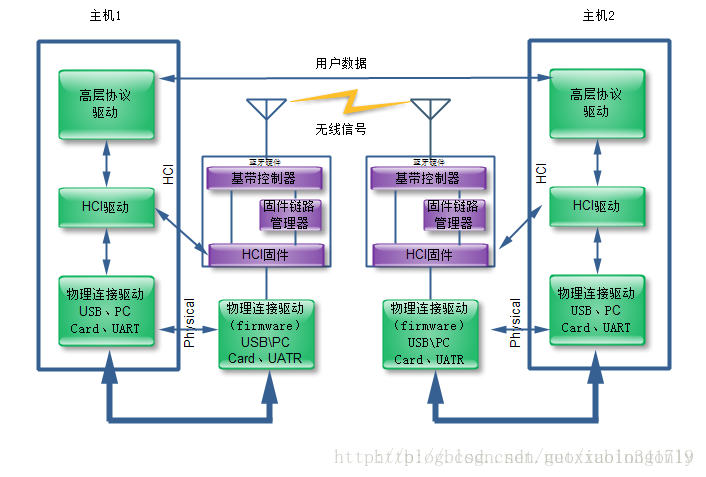 主机1
主机2
用户数据
高层协议
驱动
高层协议
驱动
无线信号
HCI
HCI
蓝牙硬件
蓝牙硬件
基带控制器
基带控制器
HCI驱动
固件链路
管理器
固件链路
管理器
HCI驱动
HCI固件
HCI固件
物理连接驱动
USB、PC
Card、UART
Physical
物理连接驱动
(firmware)
USB\PC
Card、UATR
物理连接驱动
(firmware)
USB\PC
Card、UATR
Physical
物理连接驱动
USB、PC
Card、UART